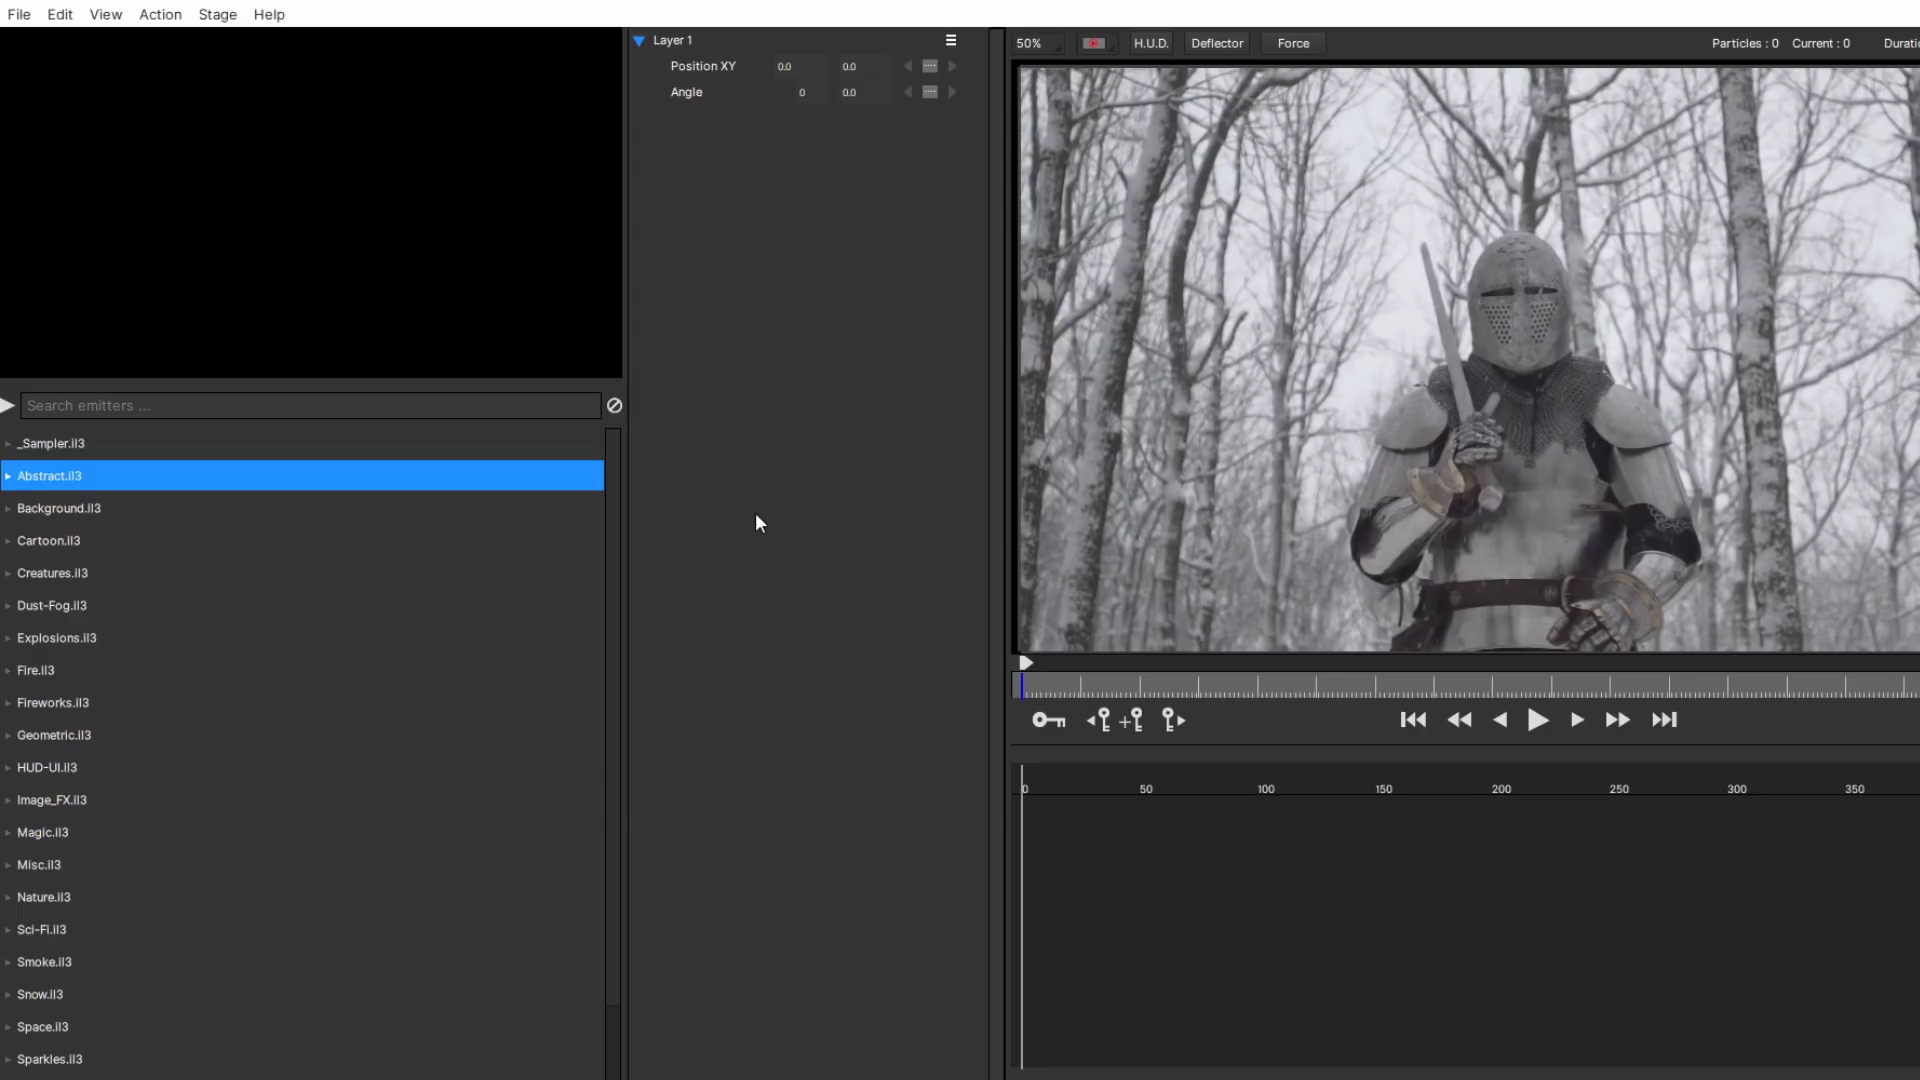 File Edit View Action Stage Help
Layer 1
Position XY 0.0 0.0
Angle 0 0.0
50% H.U.D. Deflector Force Particles : 0 Current : 0 Duratio
Search emitters ...
_Sampler.il3
Abstract.il3
Background.il3
Cartoon.il3
Creatures.il3
Dust-Fog.il3
Explosions.il3
Fire.il3
Fireworks.il3
Geometric.il3
HUD-UI.il3
Image_FX.il3
Magic.il3
Misc.il3
Nature.il3
Sci-Fi.il3
Smoke.il3
Snow.il3
Space.il3
Sparkles.il3
0 50 100 150 200 250 300 350